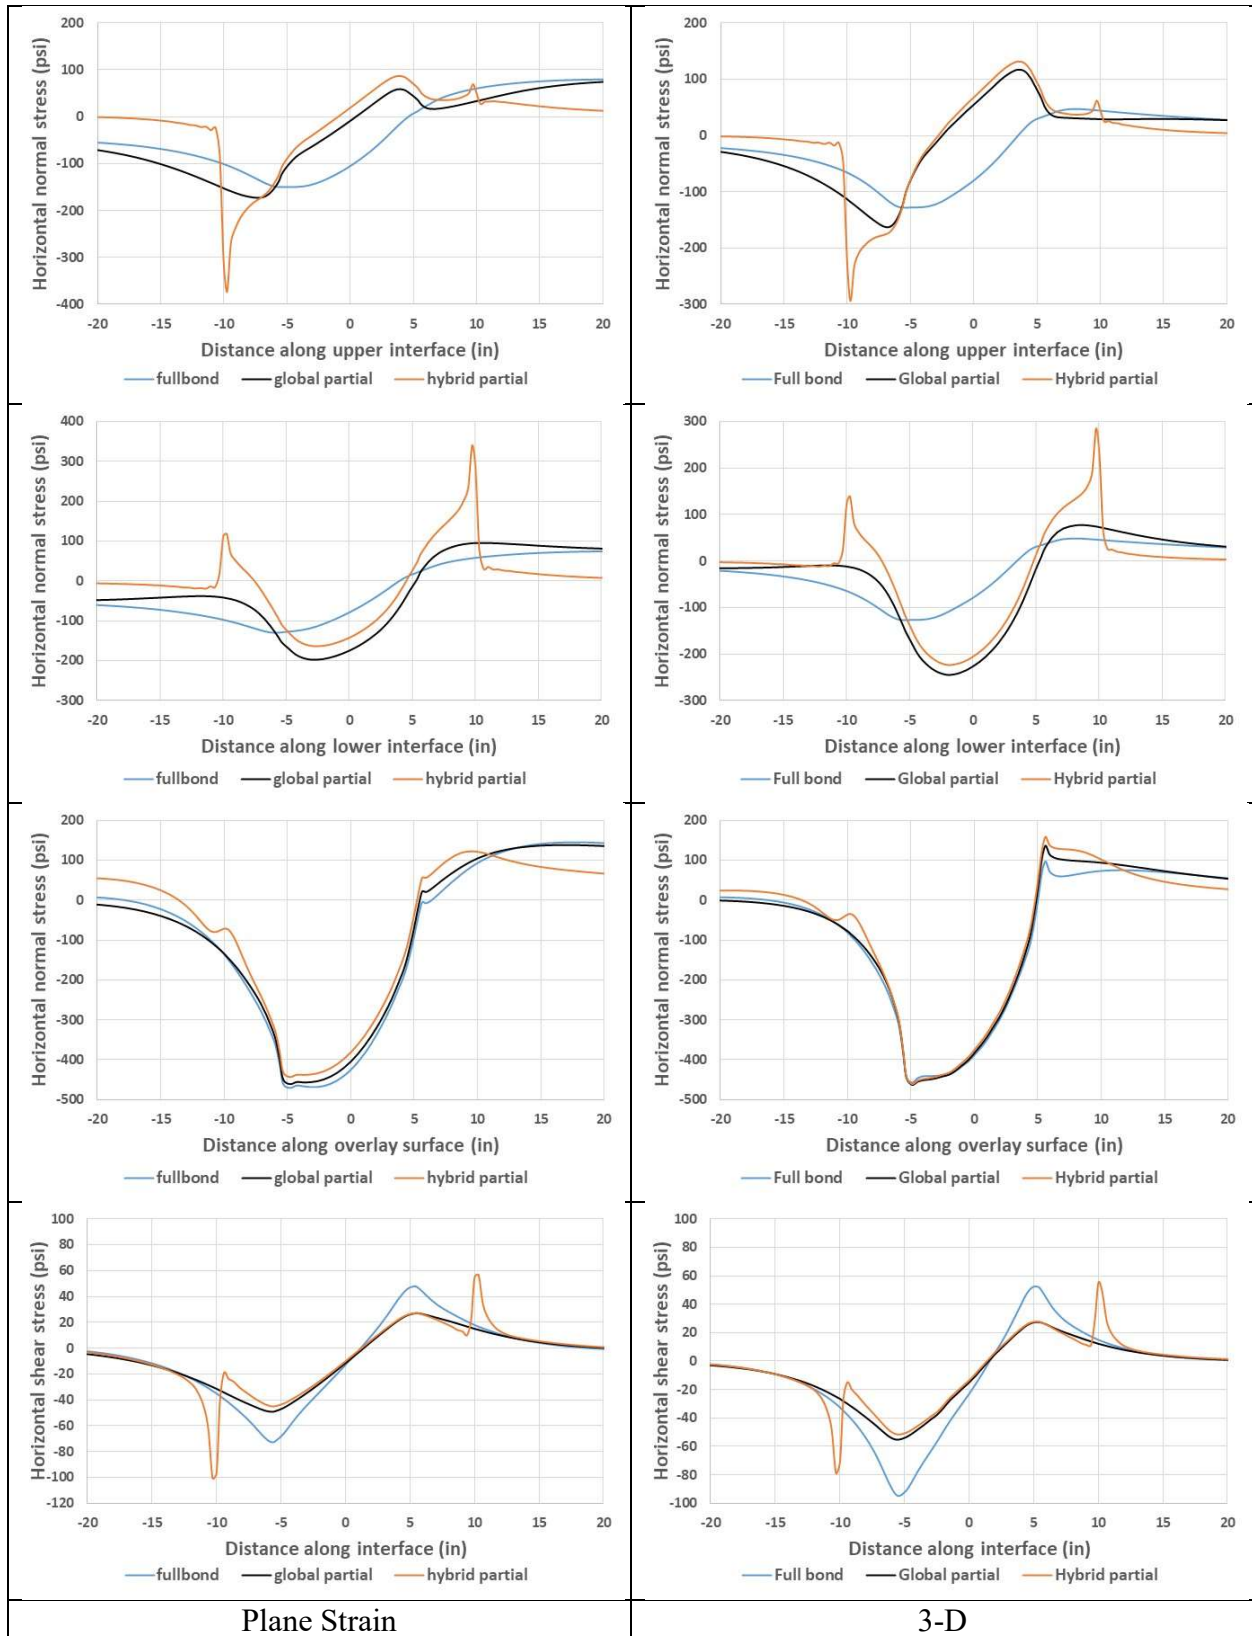 Horizontal normal stress (psi)
200
100
0
-100
-200
-300
-400
-20 -15 -10 -5 0 5 10 15 20
Distance along upper interface (in)
fullbond global partial hybrid partial
Horizontal normal stress (psi)
200
100
0
-100
-200
-300
-20 -15 -10 -5 0 5 10 15 20
Distance along upper interface (in)
Full bond Global partial Hybrid partial
Horizontal normal stress (psi)
400
300
200
100
0
-100
-200
-300
-20 -15 -10 -5 0 5 10 15 20
Distance along lower interface (in)
fullbond global partial hybrid partial
Horizontal normal stress (psi)
300
200
100
0
-100
-200
-300
-20 -15 -10 -5 0 5 10 15 20
Distance along lower interface (in)
Full bond Global partial Hybrid partial
Horizontal normal stress (psi)
200
100
0
-100
-200
-300
-400
-500
-20 -15 -10 -5 0 5 10 15 20
Distance along overlay surface (in)
fullbond global partial hybrid partial
Horizontal normal stress (psi)
200
100
0
-100
-200
-300
-400
-500
-20 -15 -10 -5 0 5 10 15 20
Distance along overlay surface (in)
Full bond Global partial Hybrid partial
Horizontal shear stress (psi)
100
80
60
40
20
0
-20
-40
-60
-80
-100
-120
-20 -15 -10 -5 0 5 10 15 20
Distance along interface (in)
fullbond global partial hybrid partial
Horizontal shear stress (psi)
100
80
60
40
20
0
-20
-40
-60
-80
-100
-20 -15 -10 -5 0 5 10 15 20
Distance along interface (in)
Full bond Global partial Hybrid partial
Plane Strain
3-D